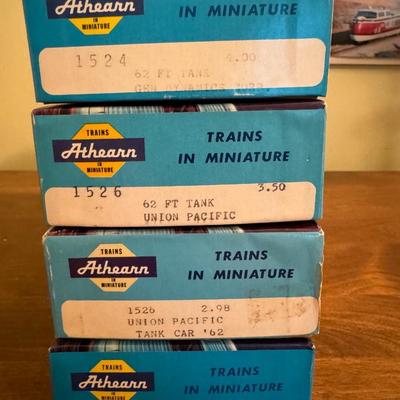 Athearn
IN MINIATURE
IN MINIATURE
1524 4.00
62 FT TANK
GEN DYNAMICS
TRAINS
Athearn
IN MINIATURE
TRAINS
IN MINIATURE
1526 3.50
62 FT TANK
UNION PACIFIC
TRAINS
Athearn
IN MINIATURE
TRAINS
IN MINIATURE
1526 2.98
UNION PACIFIC
TANK CAR '62
TRAINS
Athearn
IN MINIATURE
TRAINS
IN MINIATURE